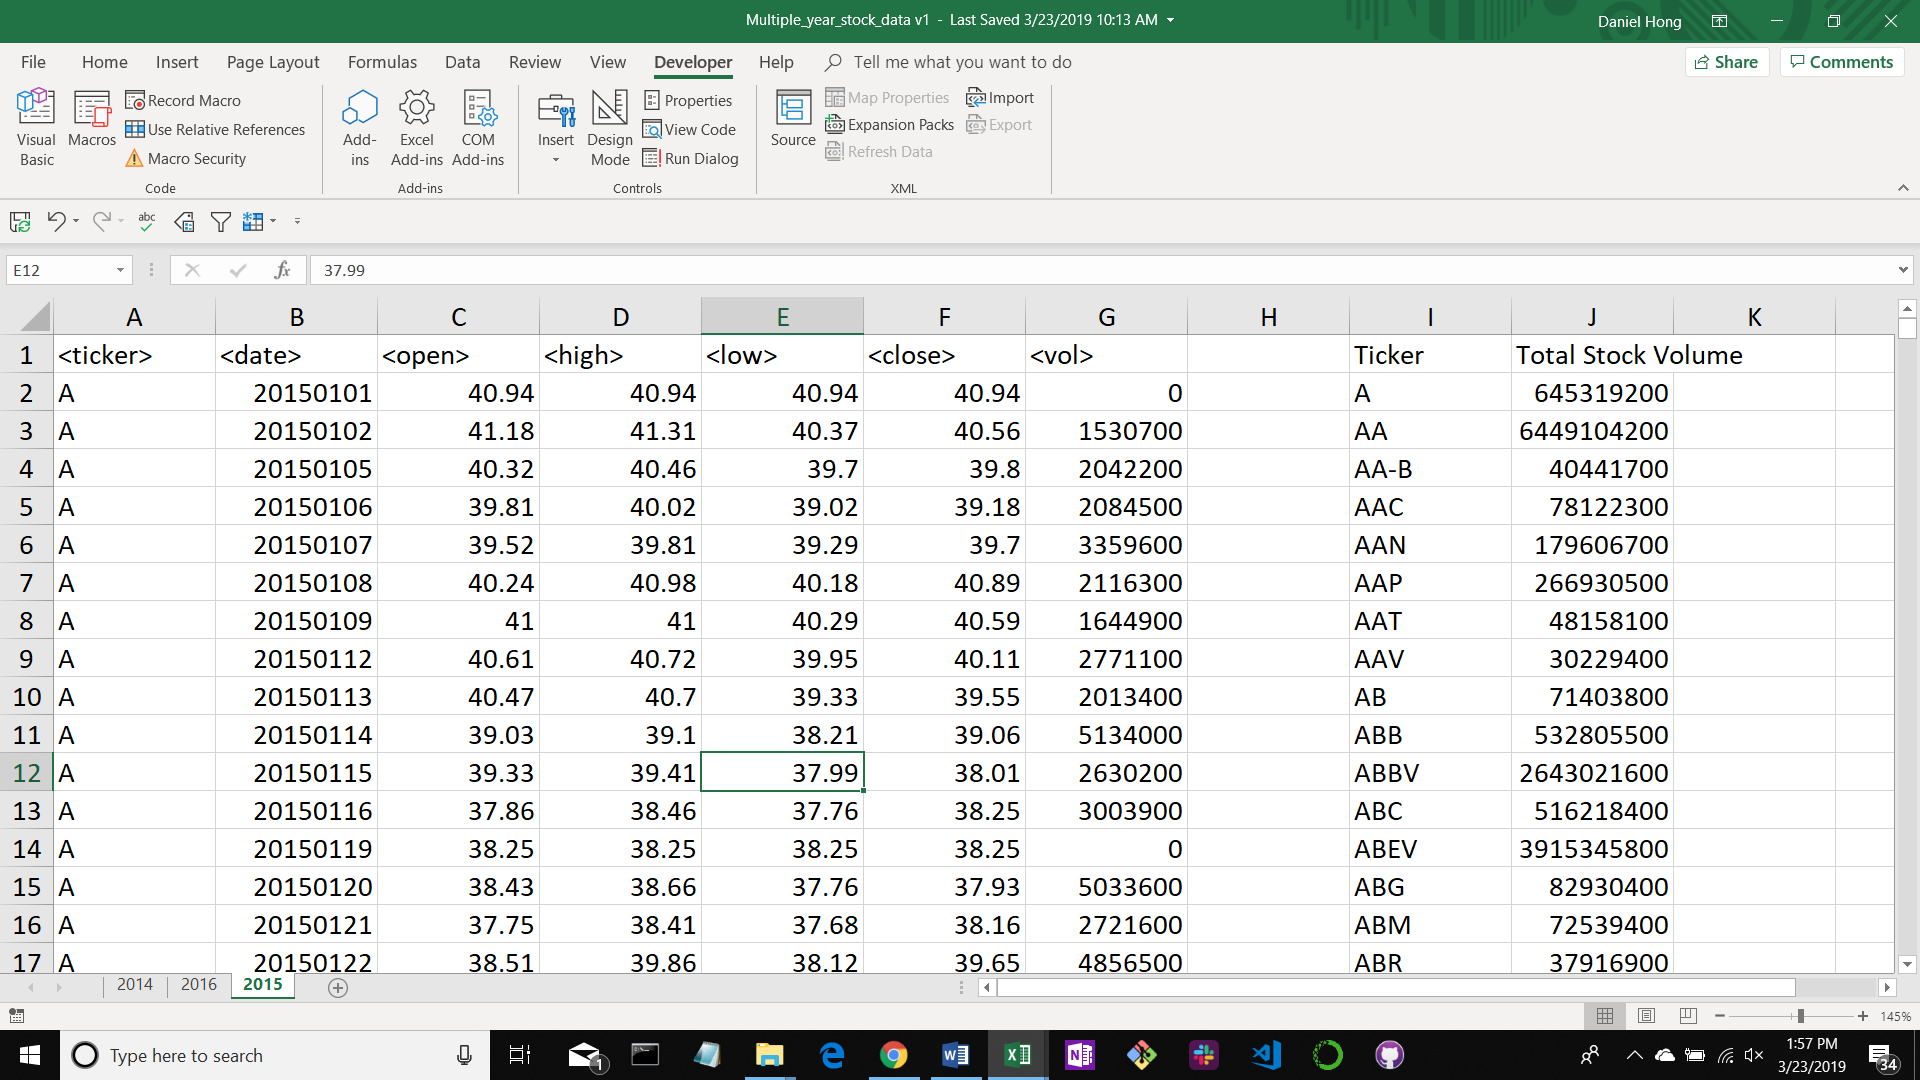 Multiple_year_stock_data v1 - Last Saved 3/23/2019 10:13 AM
Daniel Hong
File Home Insert Page Layout Formulas Data Review View Developer Help Tell me what you want to do Share Comments
Visual Basic
Macros
Record Macro
Use Relative References
Macro Security
Code
Add-ins
Excel Add-ins
COM Add-ins
Add-ins
Insert
Design Mode
Properties
View Code
Run Dialog
Controls
Source
Map Properties
Expansion Packs
Refresh Data
Import
Export
XML
abc
E12 fx 37.99
A B C D E F G H I J K
1 <ticker> <date> <open> <high> <low> <close> <vol> Ticker Total Stock Volume
2 A 20150101 40.94 40.94 40.94 40.94 0 A 645319200
3 A 20150102 41.18 41.31 40.37 40.56 1530700 AA 6449104200
4 A 20150105 40.32 40.46 39.7 39.8 2042200 AA-B 40441700
5 A 20150106 39.81 40.02 39.02 39.18 2084500 AAC 78122300
6 A 20150107 39.52 39.81 39.29 39.7 3359600 AAN 179606700
7 A 20150108 40.24 40.98 40.18 40.89 2116300 AAP 266930500
8 A 20150109 41 41 40.29 40.59 1644900 AAT 48158100
9 A 20150112 40.61 40.72 39.95 40.11 2771100 AAV 30229400
10 A 20150113 40.47 40.7 39.33 39.55 2013400 AB 71403800
11 A 20150114 39.03 39.1 38.21 39.06 5134000 ABB 532805500
12 A 20150115 39.33 39.41 37.99 38.01 2630200 ABBV 2643021600
13 A 20150116 37.86 38.46 37.76 38.25 3003900 ABC 516218400
14 A 20150119 38.25 38.25 38.25 38.25 0 ABEV 3915345800
15 A 20150120 38.43 38.66 37.76 37.93 5033600 ABG 82930400
16 A 20150121 37.75 38.41 37.68 38.16 2721600 ABM 72539400
17 A 20150122 38.51 39.86 38.12 39.65 4856500 ABR 37916900
2014 2016 2015
145%
Type here to search
1
1:57 PM
3/23/2019
34